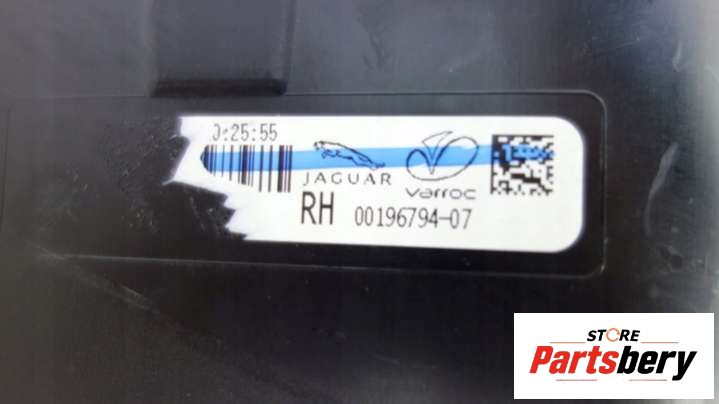 :25:55
JAGUAR
varroc
RH 00196794-07
STORE
Partsbery